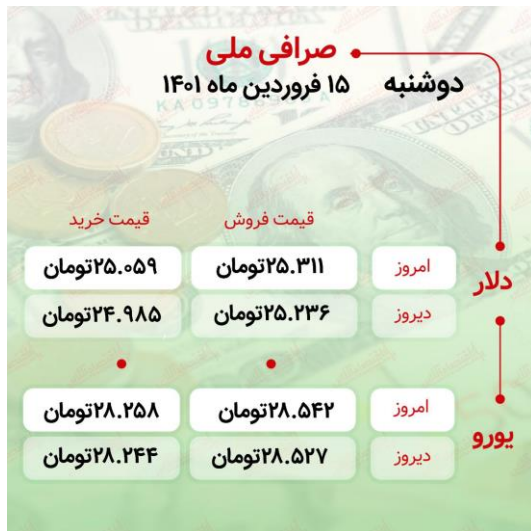 صرافی ملی
دوشنبه ۱۵ فروردین ماه ۱۴۰۱
قیمت فروش قیمت خرید
دلار
امروز ۲۵.۳۱۱تومان ۲۵.۰۵۹تومان
دیروز ۲۵.۲۳۶تومان ۲۴.۹۸۵تومان
یورو
امروز ۲۸.۵۴۲تومان ۲۸.۲۵۸تومان
دیروز ۲۸.۵۲۷تومان ۲۸.۲۴۴تومان